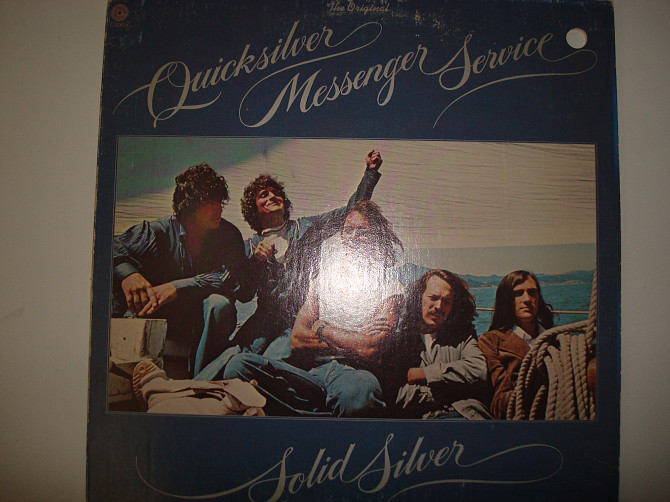 The Original
Quicksilver
Messenger Service
Solid Silver